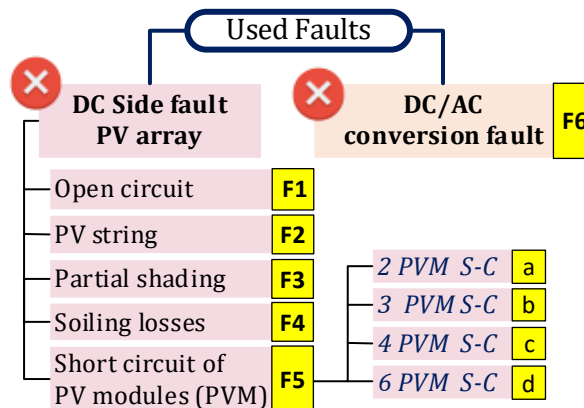 Used Faults
DC Side fault
PV array
DC/AC
conversion fault
F6
Open circuit
F1
PV string
F2
Partial shading
F3
Soiling losses
F4
Short circuit of
PV modules (PVM)
F5
2 PVM S-C
a
3 PVM S-C
b
4 PVM S-C
c
6 PVM S-C
d